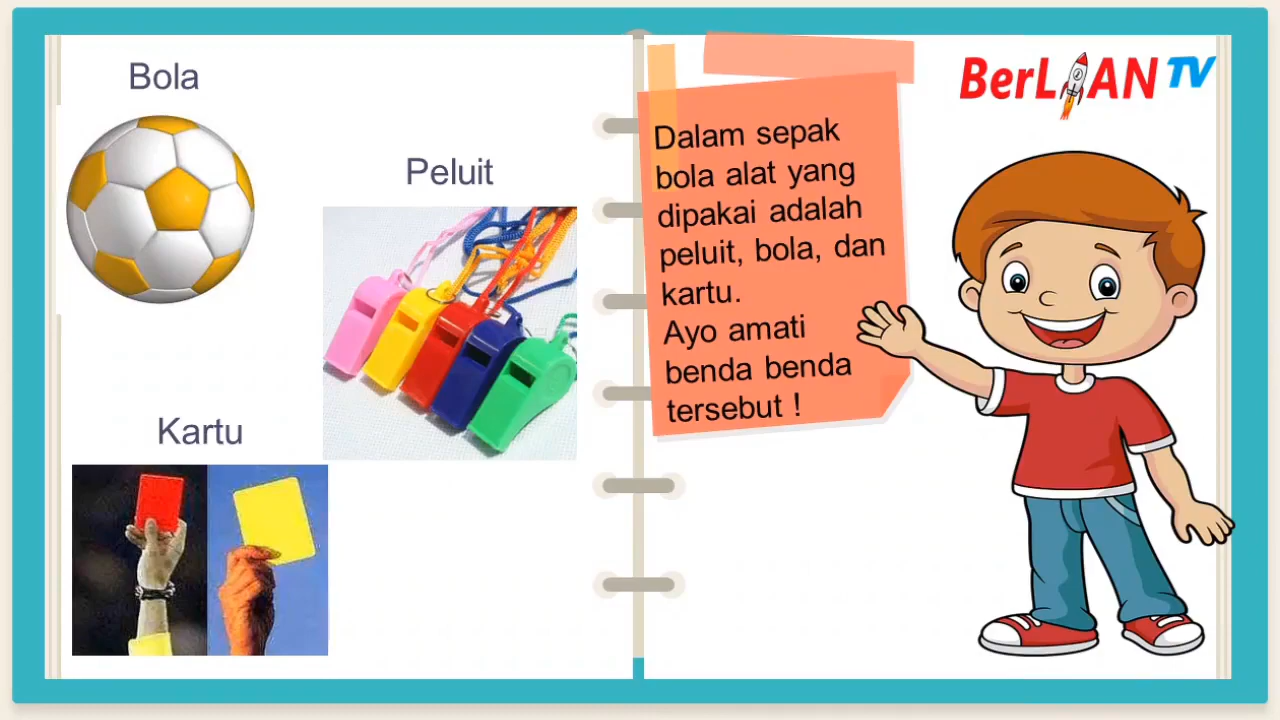 Bola
Peluit
Kartu
Dalam sepak
bola alat yang
dipakai adalah
peluit, bola, dan
kartu.
Ayo amati
benda benda
tersebut !
BerLIAN TV